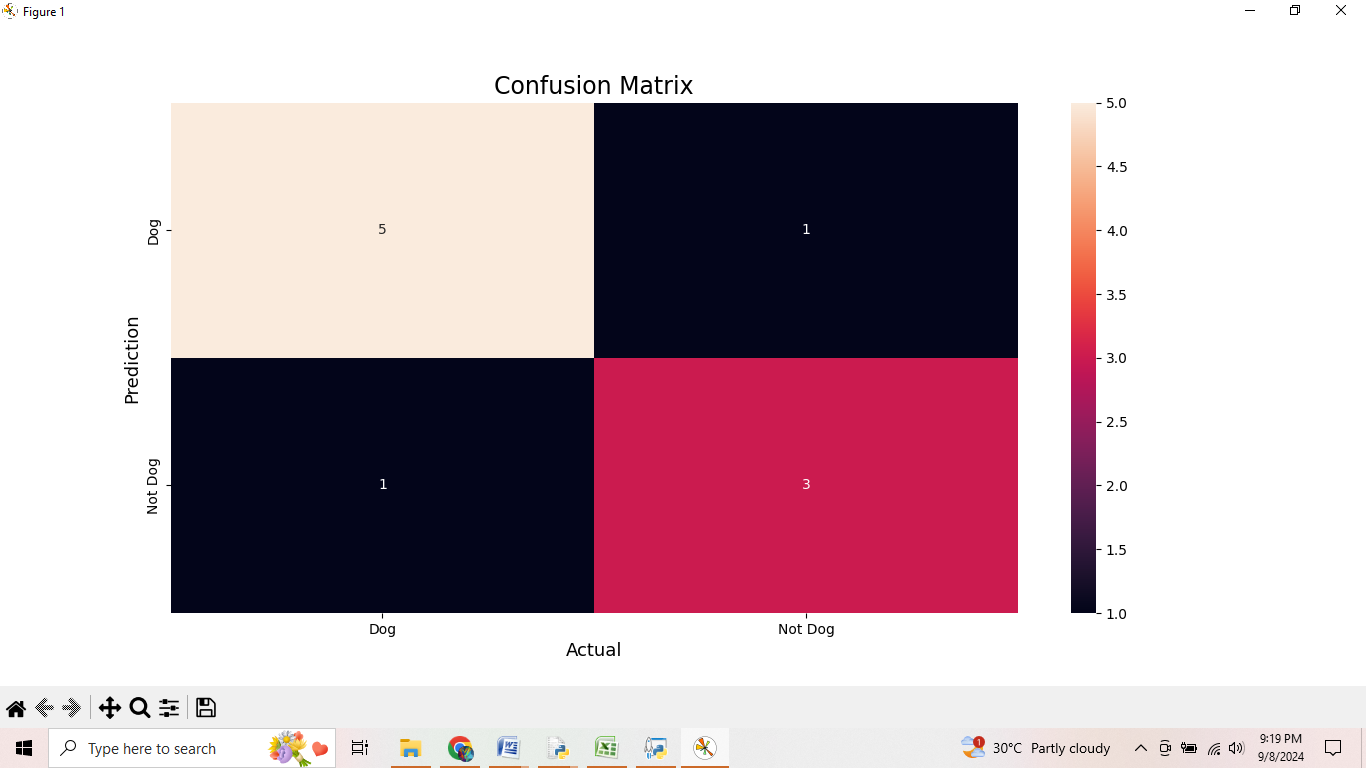 Figure 1
Confusion Matrix
Prediction
Dog
Not Dog
5
1
1
3
Dog
Not Dog
Actual
5.0
4.5
4.0
3.5
3.0
2.5
2.0
1.5
1.0
Type here to search
1
30°C Partly cloudy
9:19 PM
9/8/2024